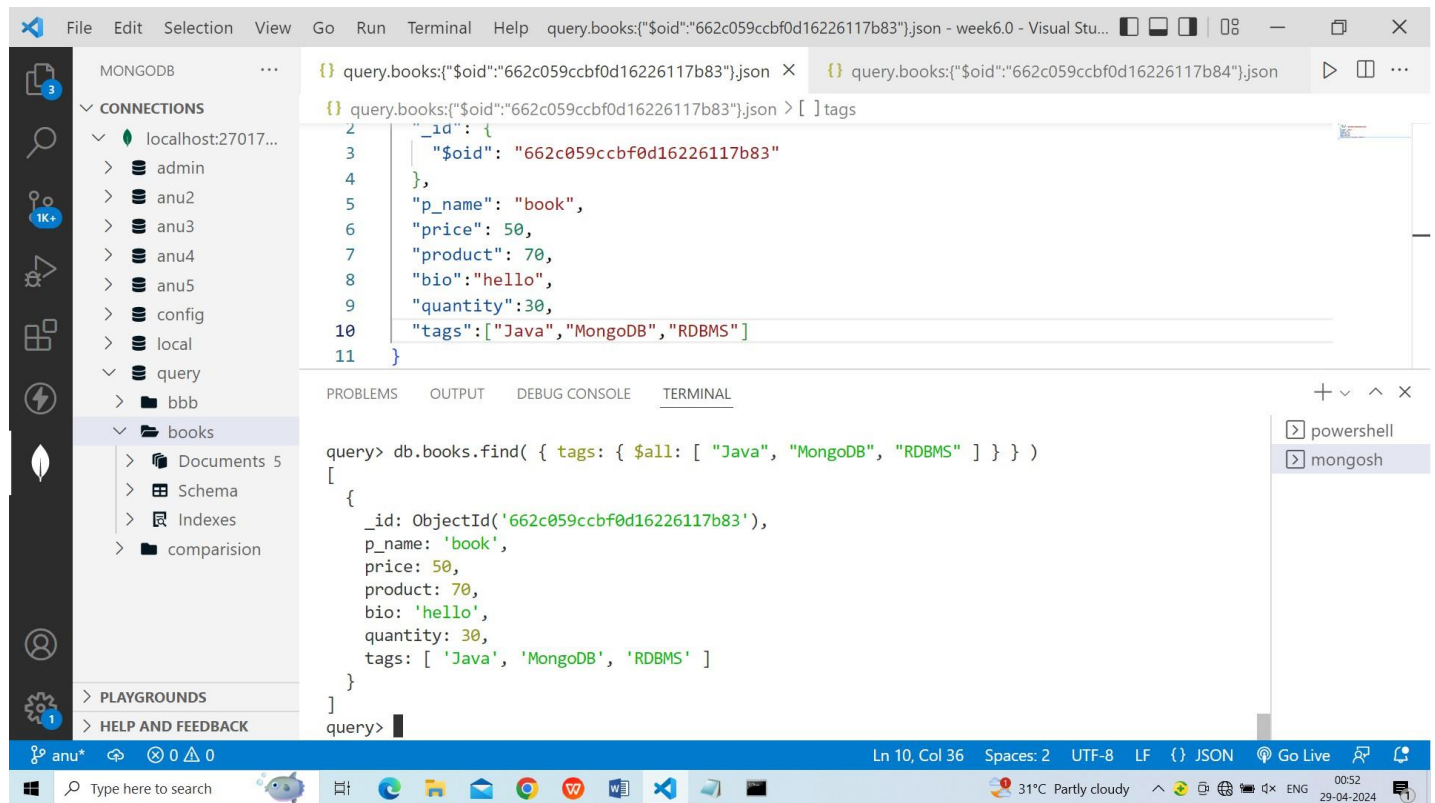 File Edit Selection View Go Run Terminal Help query.books:{"$oid":"662c059ccbf0d16226117b83"}.json - week6.0 - Visual Stu...
MONGODB ...
query.books:{"$oid":"662c059ccbf0d16226117b83"}.json
query.books:{"$oid":"662c059ccbf0d16226117b84"}.json
{} query.books:{"$oid":"662c059ccbf0d16226117b83"}.json > [ ] tags
3
1K+
1
CONNECTIONS
localhost:27017...
admin
anu2
anu3
anu4
anu5
config
local
query
bbb
books
Documents 5
Schema
Indexes
comparision
PLAYGROUNDS
HELP AND FEEDBACK
2 "_id": {
3 "$oid": "662c059ccbf0d16226117b83"
4 },
5 "p_name": "book",
6 "price": 50,
7 "product": 70,
8 "bio":"hello",
9 "quantity":30,
10 "tags":["Java","MongoDB","RDBMS"]
11 }
PROBLEMS OUTPUT DEBUG CONSOLE TERMINAL
powershell
mongosh
query> db.books.find( { tags: { $all: [ "Java", "MongoDB", "RDBMS" ] } } )
[
{
_id: ObjectId('662c059ccbf0d16226117b83'),
p_name: 'book',
price: 50,
product: 70,
bio: 'hello',
quantity: 30,
tags: [ 'Java', 'MongoDB', 'RDBMS' ]
}
]
query>
anu* 0 0 Ln 10, Col 36 Spaces: 2 UTF-8 LF {} JSON Go Live
Type here to search 31°C Partly cloudy ENG 00:52
29-04-2024 1